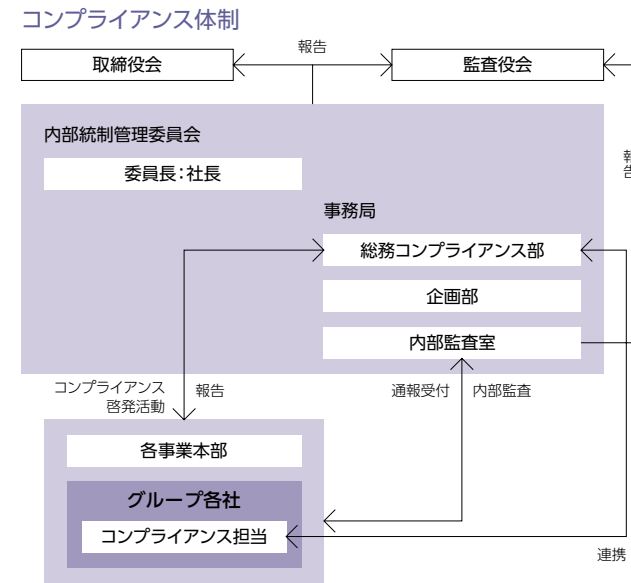 コンプライアンス体制
報告
取締役会
監査役会
内部統制管理委員会
委員長：社長
報告
事務局
総務コンプライアンス部
企画部
内部監査室
コンプライアンス
啓発活動
報告
通報受付
内部監査
各事業本部
グループ各社
コンプライアンス担当
連携